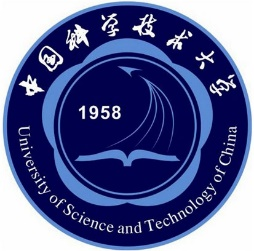 中国科学技术大学
1958
University of Science and Technology of China